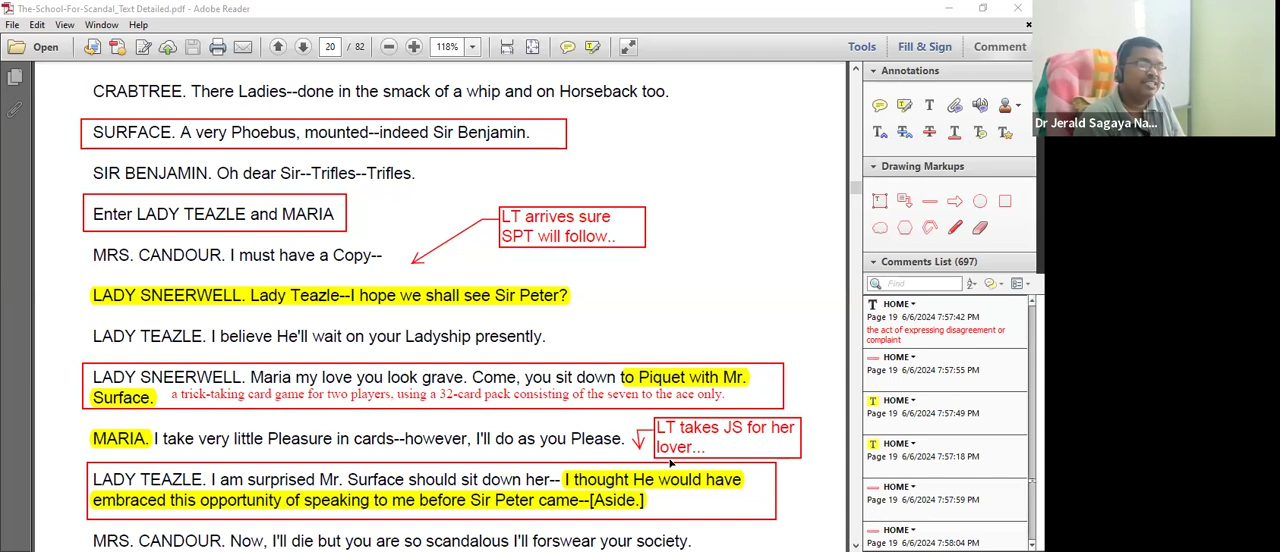 The-School-For-Scandal_Text Detailed.pdf - Adobe Reader
File Edit View Window Help
Open 20 / 82 118% Tools Fill & Sign Comment
CRABTREE. There Ladies--done in the smack of a whip and on Horseback too.
SURFACE. A very Phoebus, mounted--indeed Sir Benjamin.
SIR BENJAMIN. Oh dear Sir--Trifles--Trifles.
Enter LADY TEAZLE and MARIA
LT arrives sure
SPT will follow..
MRS. CANDOUR. I must have a Copy--
LADY SNEERWELL. Lady Teazle--I hope we shall see Sir Peter?
LADY TEAZLE. I believe He'll wait on your Ladyship presently.
LADY SNEERWELL. Maria my love you look grave. Come, you sit down to Piquet with Mr.
Surface. a trick-taking card game for two players, using a 32-card pack consisting of the seven to the ace only.
MARIA. I take very little Pleasure in cards--however, I'll do as you Please.
LT takes JS for her
lover...
LADY TEAZLE. I am surprised Mr. Surface should sit down her-- I thought He would have
embraced this opportunity of speaking to me before Sir Peter came--[Aside.]
MRS. CANDOUR. Now, I'll die but you are so scandalous I'll forswear your society.
Annotations
Drawing Markups
Comments List (697)
Find
HOME
Page 19 6/6/2024 7:57:42 PM
the act of expressing disagreement or
complaint
HOME
Page 19 6/6/2024 7:57:55 PM
HOME
Page 19 6/6/2024 7:57:49 PM
HOME
Page 19 6/6/2024 7:57:18 PM
HOME
Page 19 6/6/2024 7:57:59 PM
HOME
Page 19 6/6/2024 7:58:04 PM
Dr Jerald Sagaya Na...